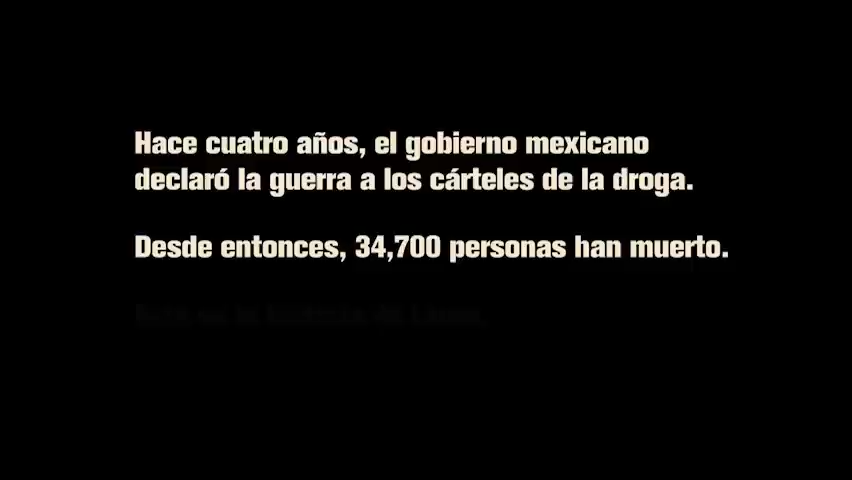 Hace cuatro años, el gobierno mexicano
declaró la guerra a los cárteles de la droga.
Desde entonces, 34,700 personas han muerto.